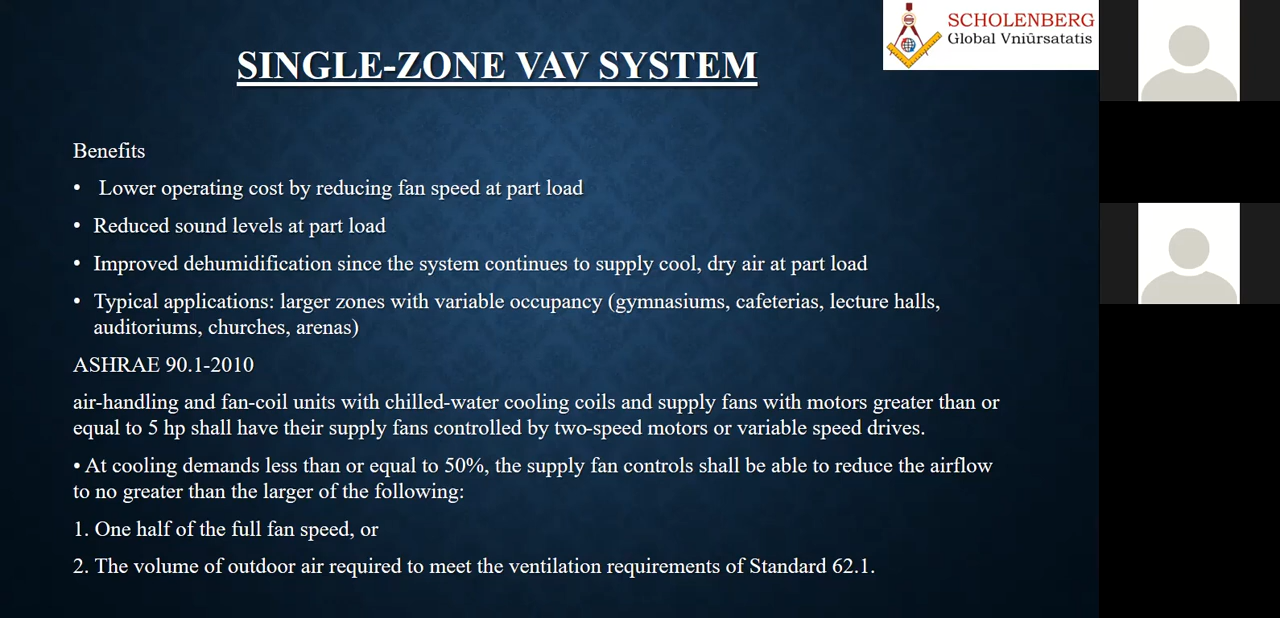 SCHOLENBERG
Global Vniûrsatatis
SINGLE-ZONE VAV SYSTEM
Benefits
• Lower operating cost by reducing fan speed at part load
• Reduced sound levels at part load
• Improved dehumidification since the system continues to supply cool, dry air at part load
• Typical applications: larger zones with variable occupancy (gymnasiums, cafeterias, lecture halls,
auditoriums, churches, arenas)
ASHRAE 90.1-2010
air-handling and fan-coil units with chilled-water cooling coils and supply fans with motors greater than or
equal to 5 hp shall have their supply fans controlled by two-speed motors or variable speed drives.
• At cooling demands less than or equal to 50%, the supply fan controls shall be able to reduce the airflow
to no greater than the larger of the following:
1. One half of the full fan speed, or
2. The volume of outdoor air required to meet the ventilation requirements of Standard 62.1.